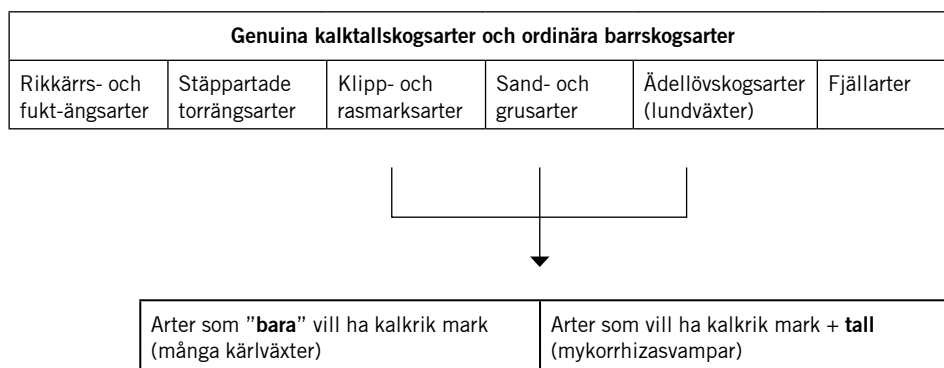 Genuina kalktallskogsarter och ordinära barrskogsarter
Rikkärrs- och
fukt-ängsarter
Stäppartade
torrängsarter
Klipp- och
rasmarksarter
Sand- och
grusarter
Ädellövskogsarter
(lundväxter)
Fjällarter
Arter som ”bara” vill ha kalkrik mark
(många kärlväxter)
Arter som vill ha kalkrik mark + tall
(mykorrhizasvampar)